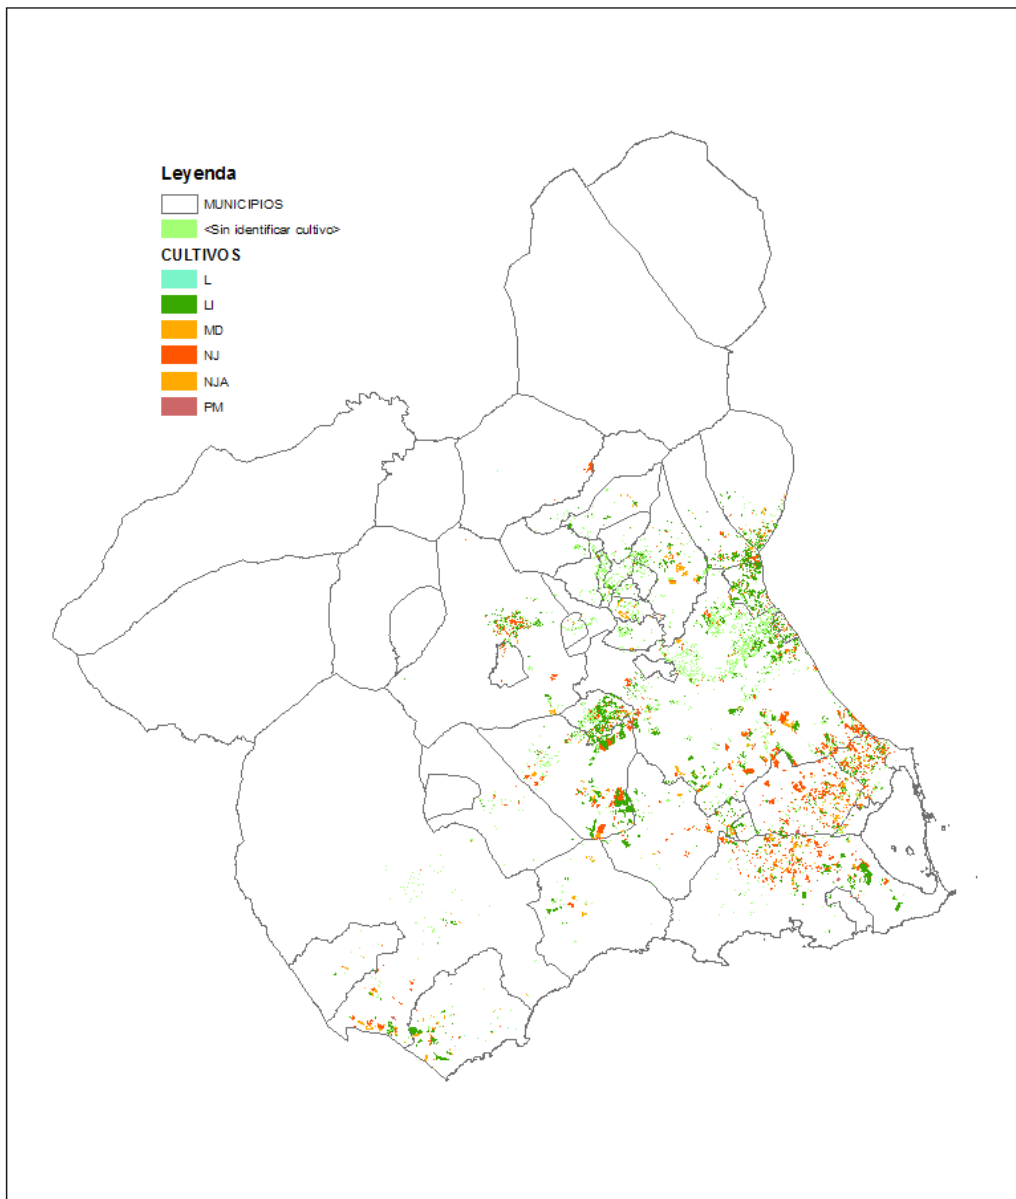 Leyenda
MUNICIPIOS
<Sin identificar cultivo>
CULTIVOS
L
LI
MD
NJ
NJA
PM